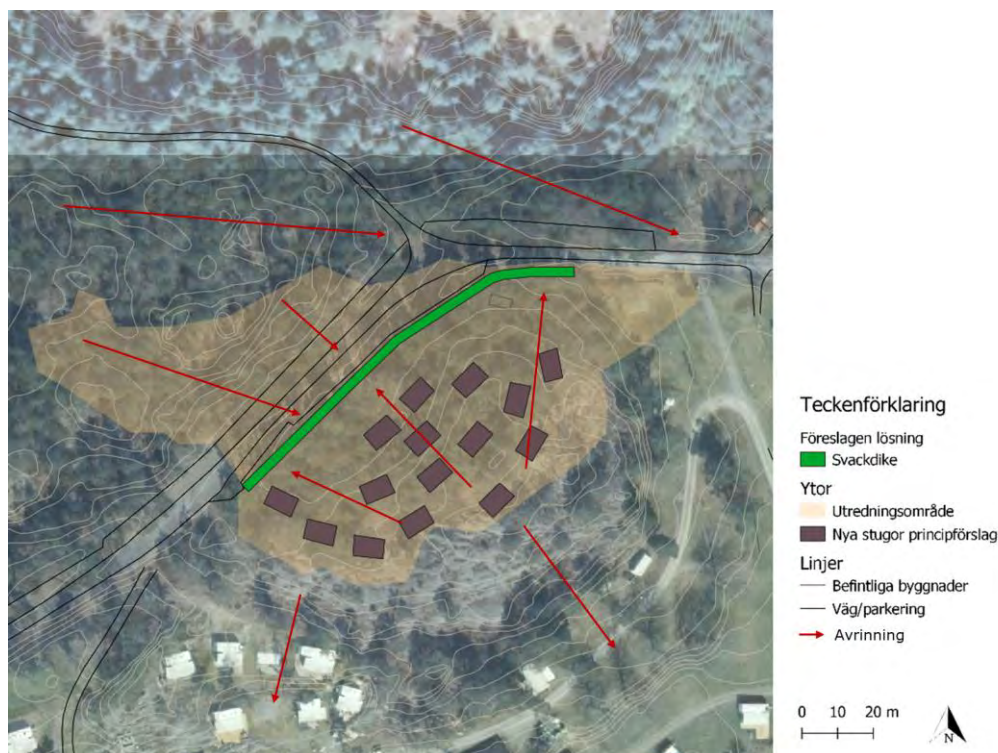 Teckenförklaring
Föreslagen lösning
Svackdike
Ytor
Utredningsområde
Nya stugor principförslag
Linjer
Befintliga byggnader
Väg/parkering
Avrinning
0 10 20 m
N